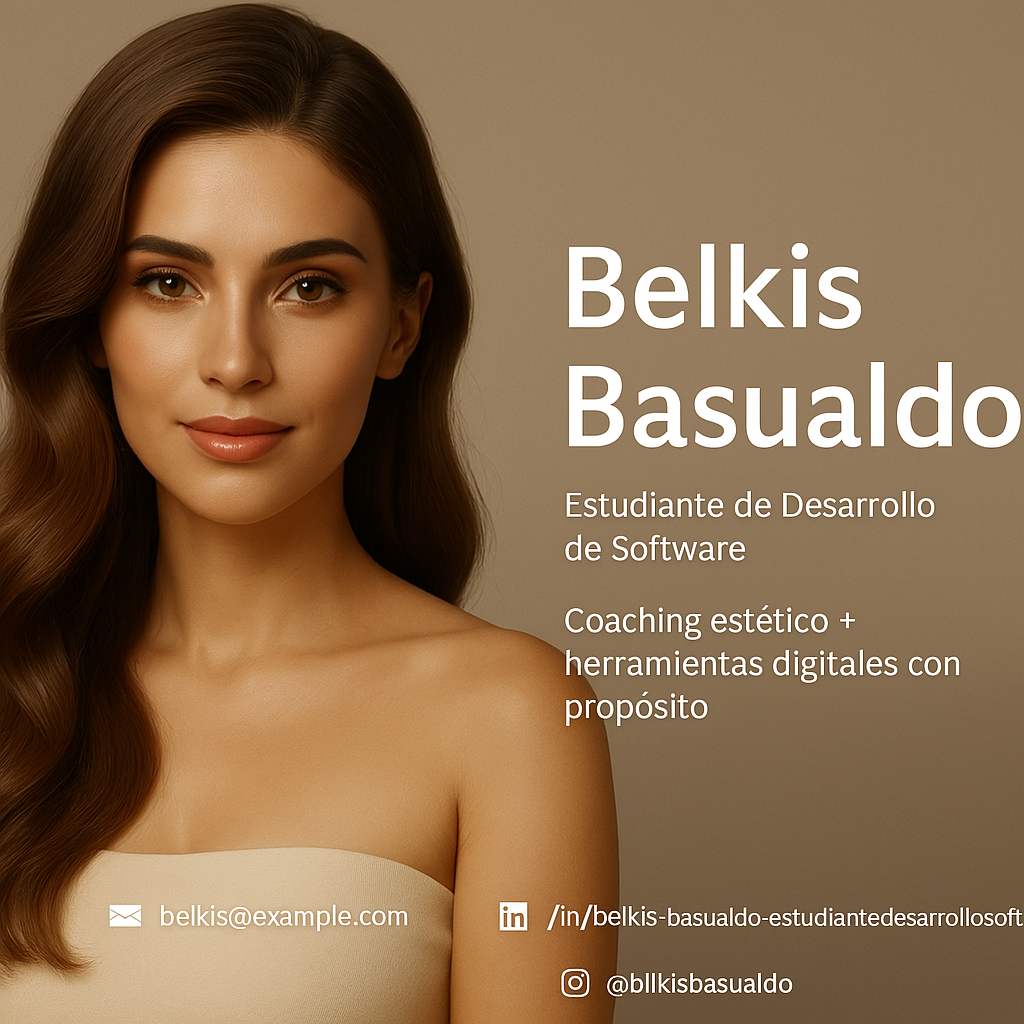 Belkis
Basualdo
Estudiante de Desarrollo
de Software
Coaching estético +
herramientas digitales con
propósito
belkis@example.com
in /in/belkis-basualdo-estudiantedesarrollosoft
@bllkisbasualdo